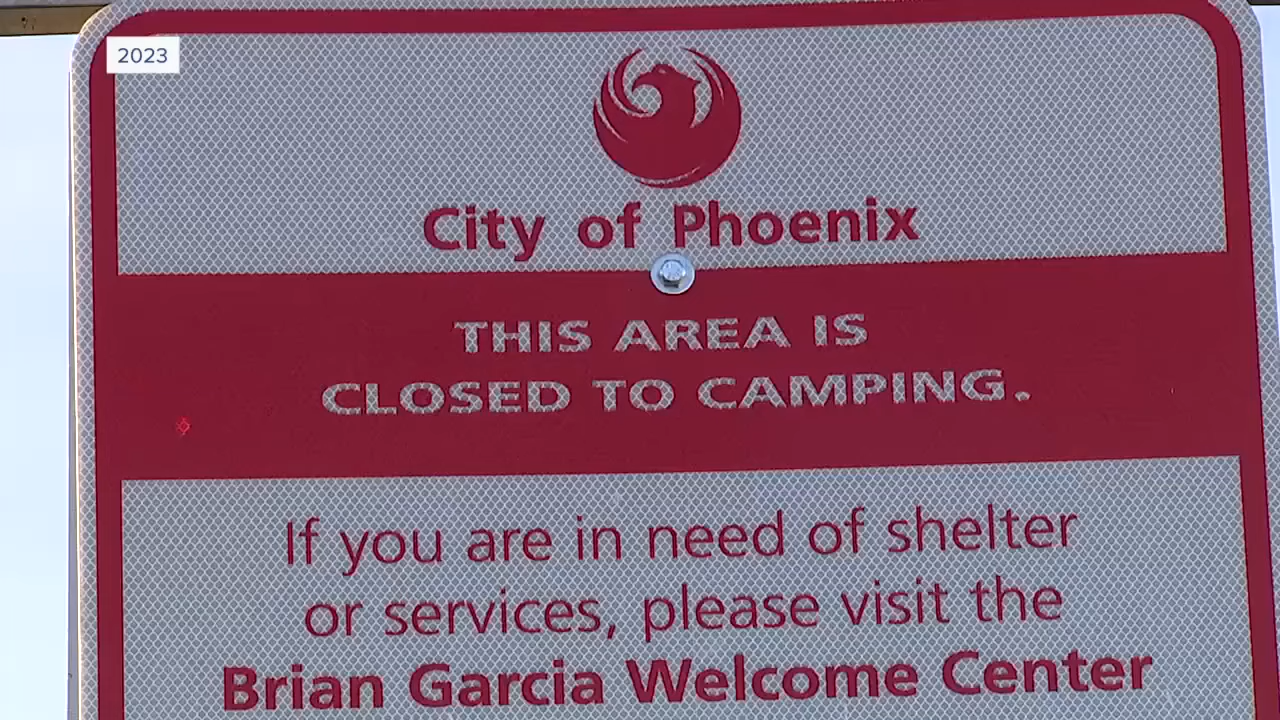 2023
City of Phoenix
THIS AREA IS
CLOSED TO CAMPING.
If you are in need of shelter
or services, please visit the
Brian Garcia Welcome Center